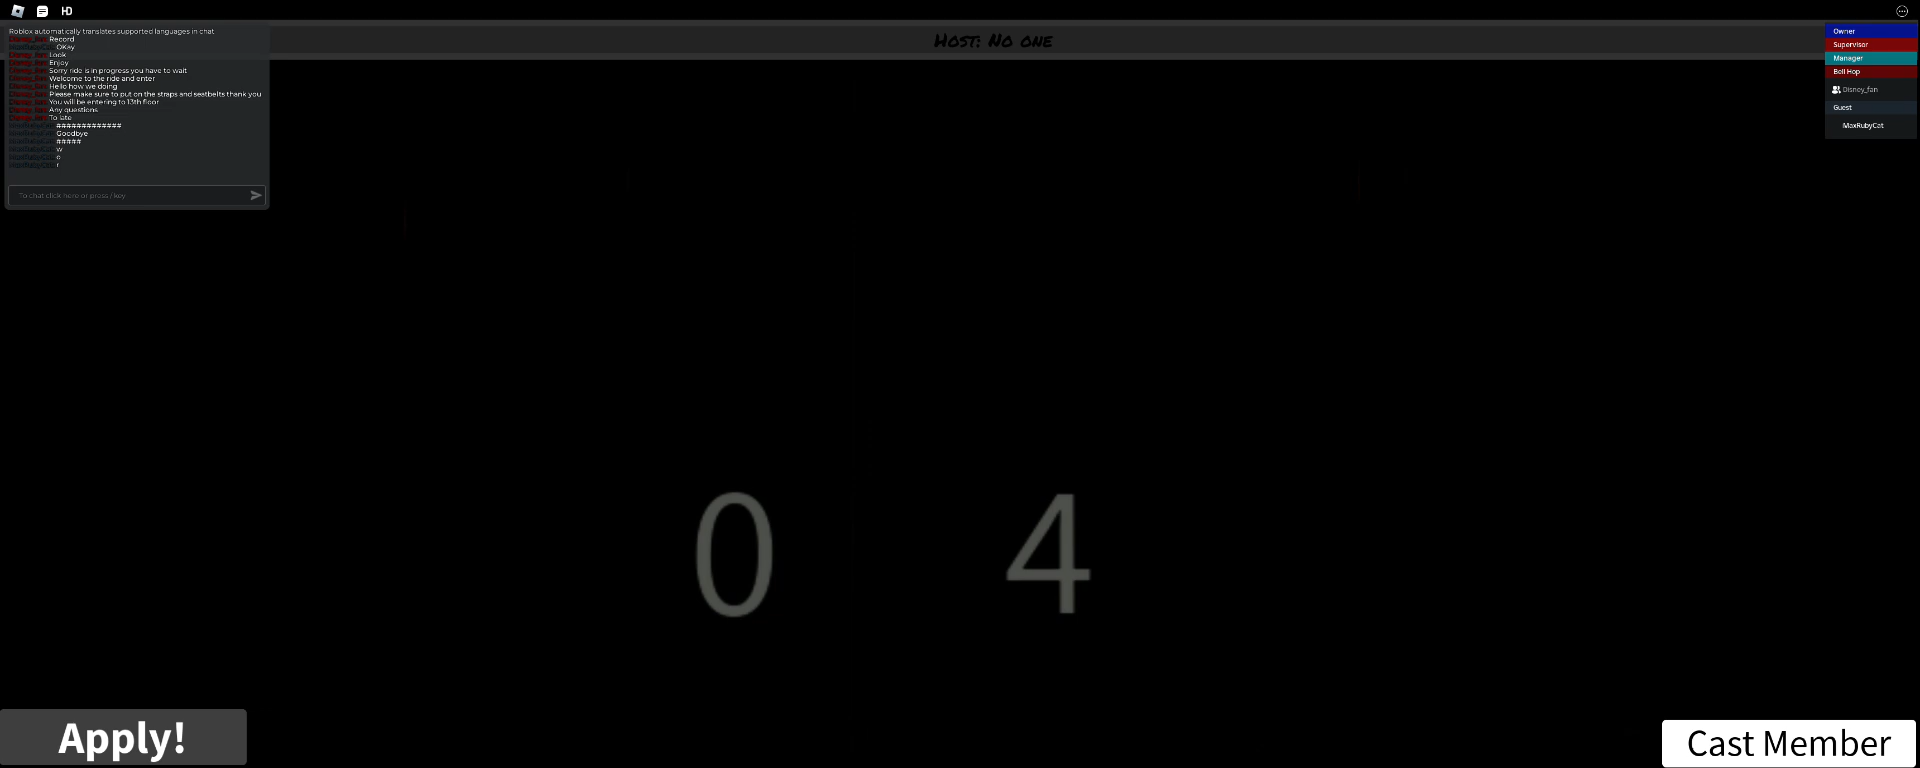 HD
Roblox automatically translates supported languages in chat
Record
OKay
Look
Enjoy
Sorry ride is in progress you have to wait
Welcome to the ride and enter
Hello how we doing
Please make sure to put on the straps and seatbelts thank you
You will be entering to 13th floor
Any questions
To late
#############
Goodbye
#####
w
o
r
To chat click here or press / key
Host: No one
Owner
Supervisor
Manager
Bell Hop
Disney_fan
Guest
MaxRubyCat
0 4
Apply!
Cast Member